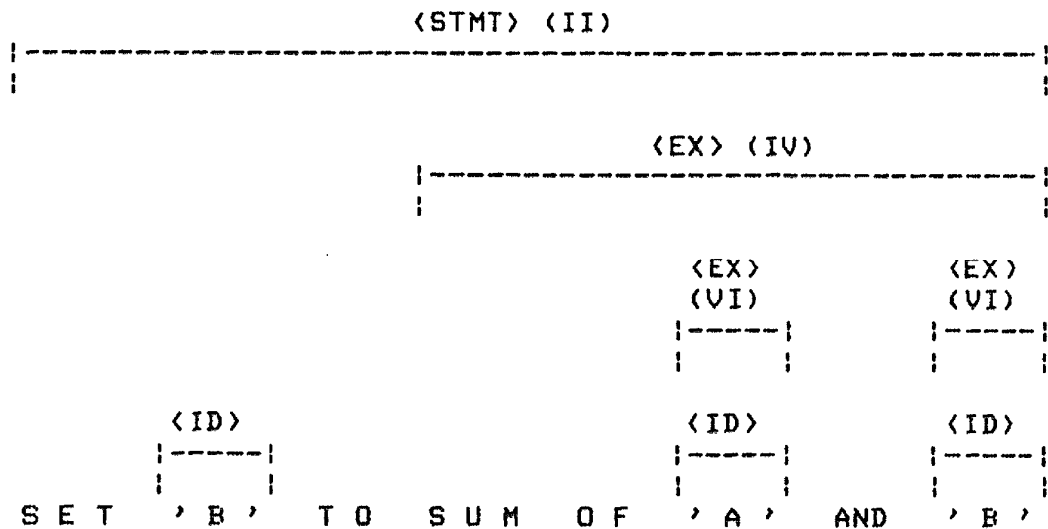 <STMT> (II)
<EX> (IV)
<EX> <EX>
(VI) (VI)
<ID> <ID> <ID>
SET 'B' TO SUM OF 'A' AND 'B'